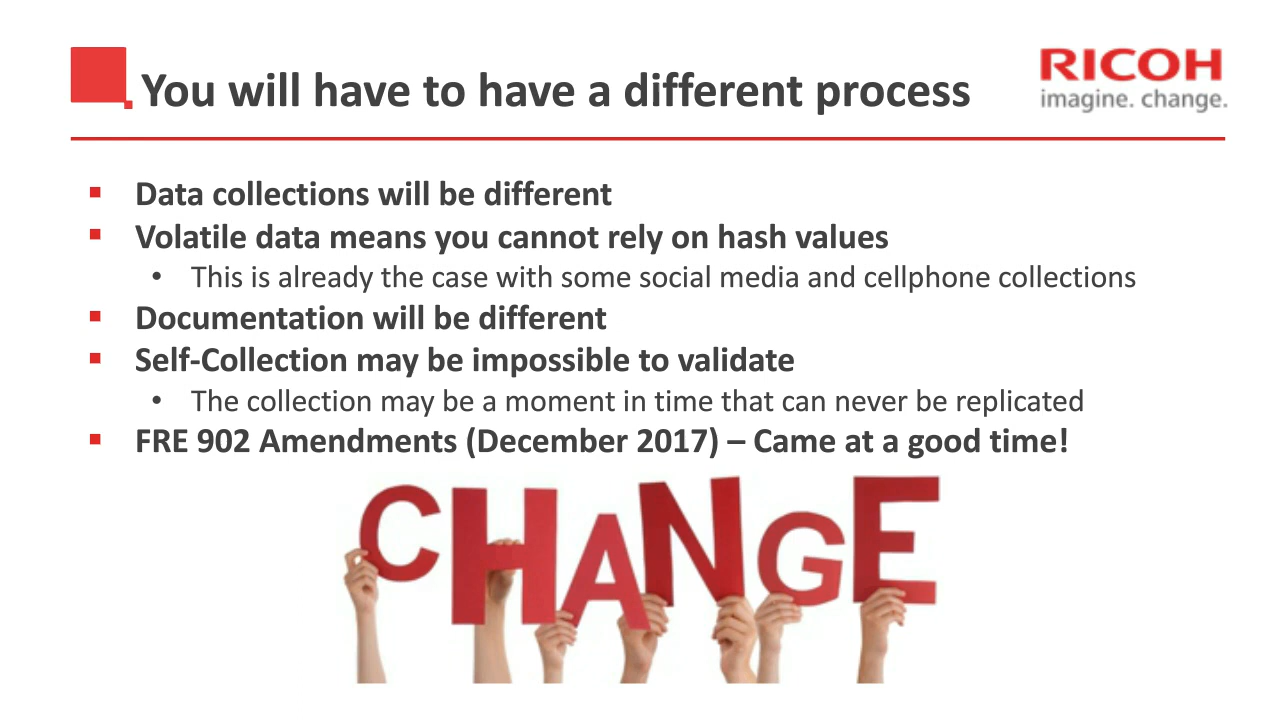 You will have to have a different process
RICOH
imagine. change.
Data collections will be different
Volatile data means you cannot rely on hash values
This is already the case with some social media and cellphone collections
Documentation will be different
Self-Collection may be impossible to validate
The collection may be a moment in time that can never be replicated
FRE 902 Amendments (December 2017) – Came at a good time!
CHANGE